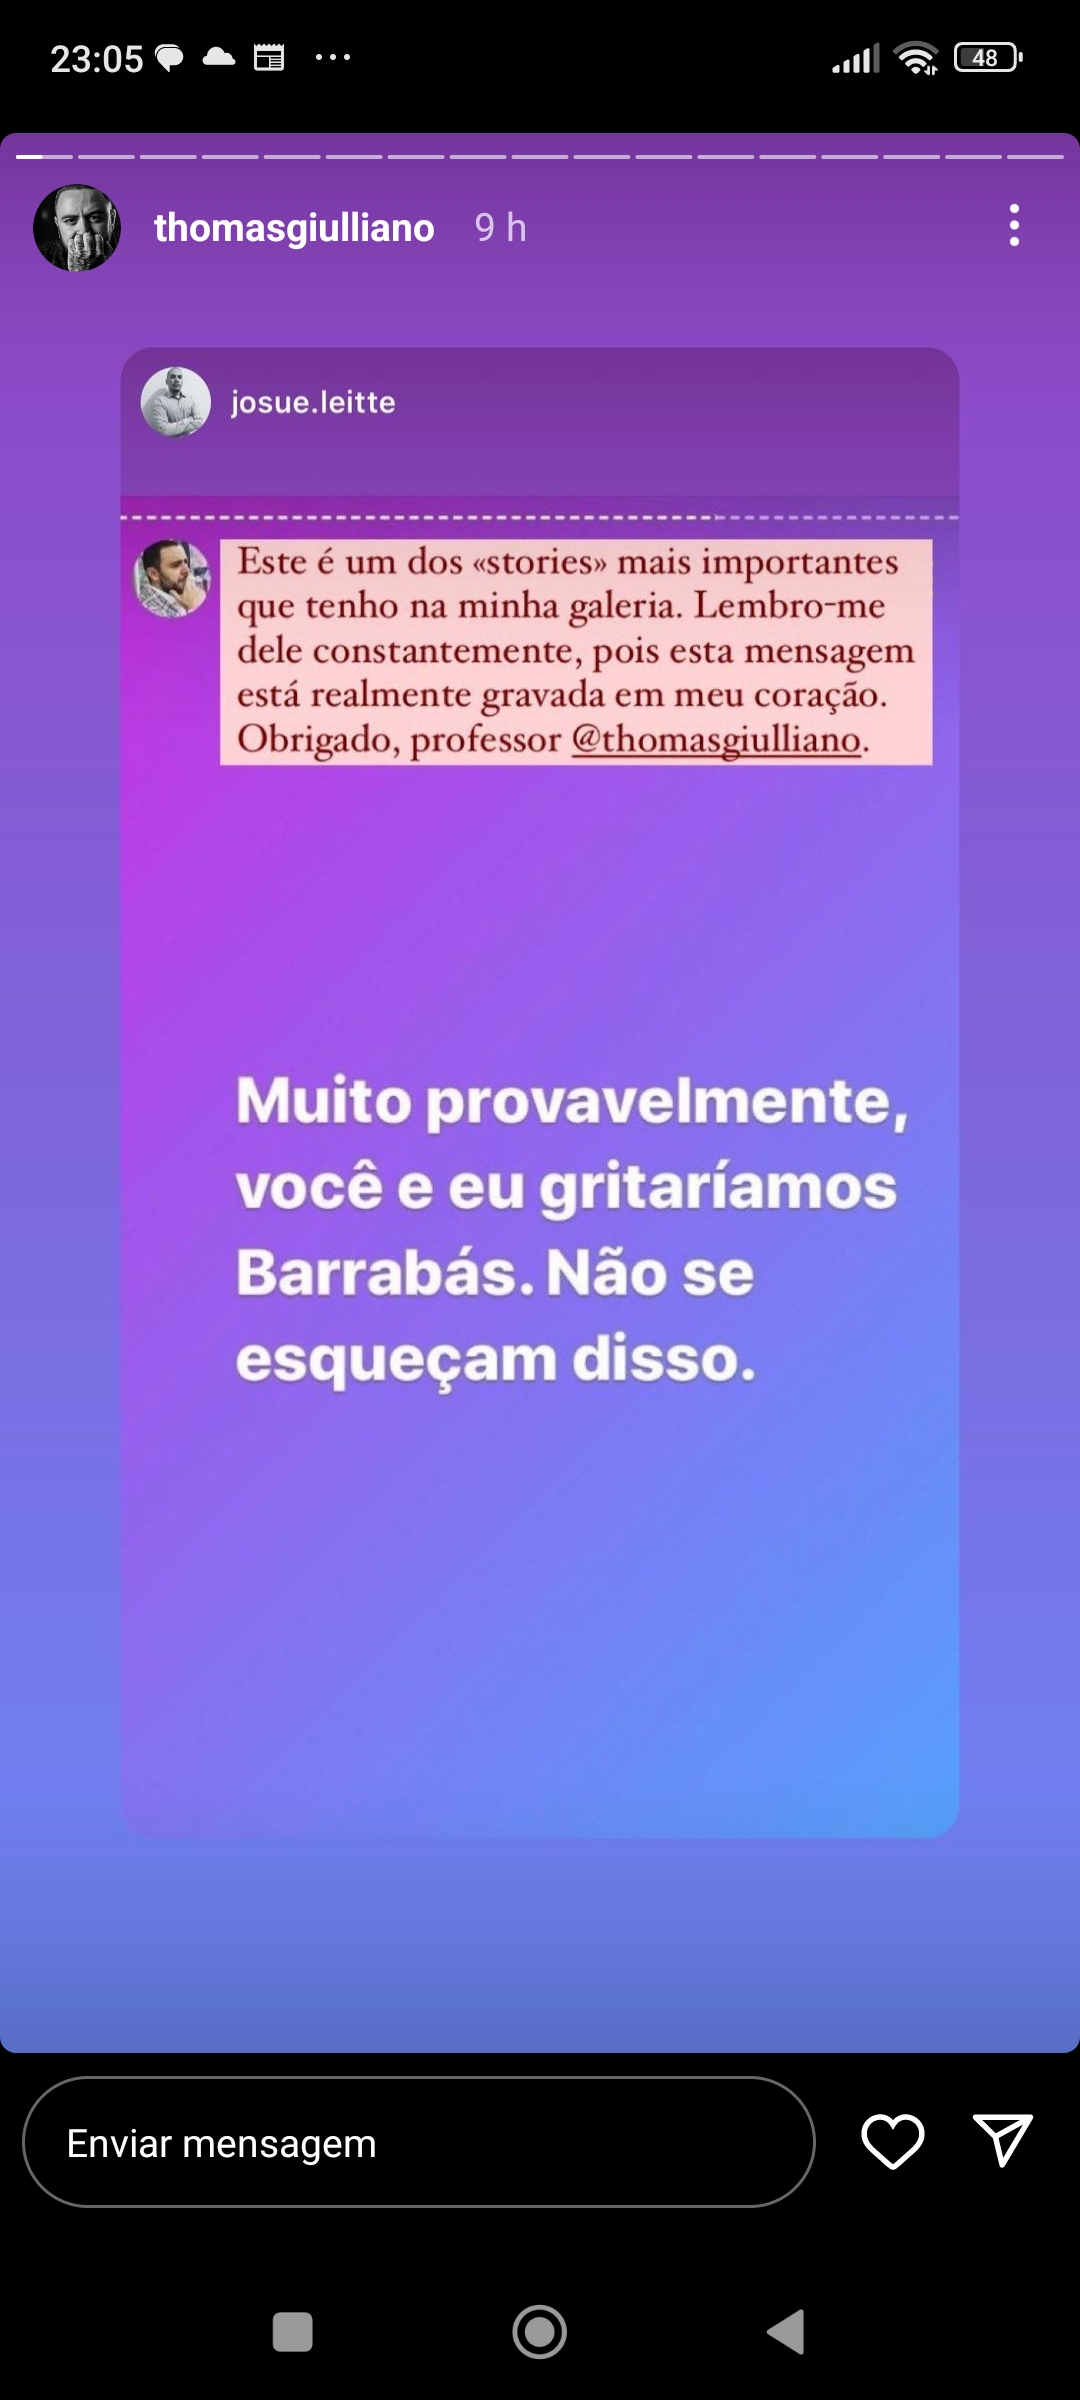 23:05
48
thomasgiulliano 9 h
josue.leitte
Este é um dos «stories» mais importantes
que tenho na minha galeria. Lembro-me
dele constantemente, pois esta mensagem
está realmente gravada em meu coração.
Obrigado, professor @thomasgiulliano.
Muito provavelmente,
você e eu gritaríamos
Barrabás. Não se
esqueçam disso.
Enviar mensagem